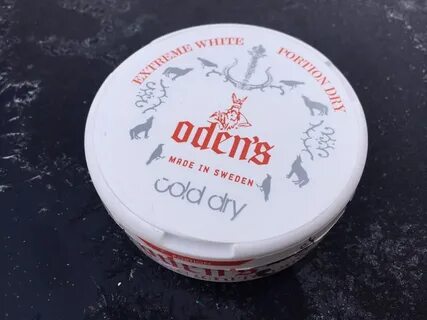 EXTREME WHITE PORTION DRY
oden's
MADE IN SWEDEN
cold dry